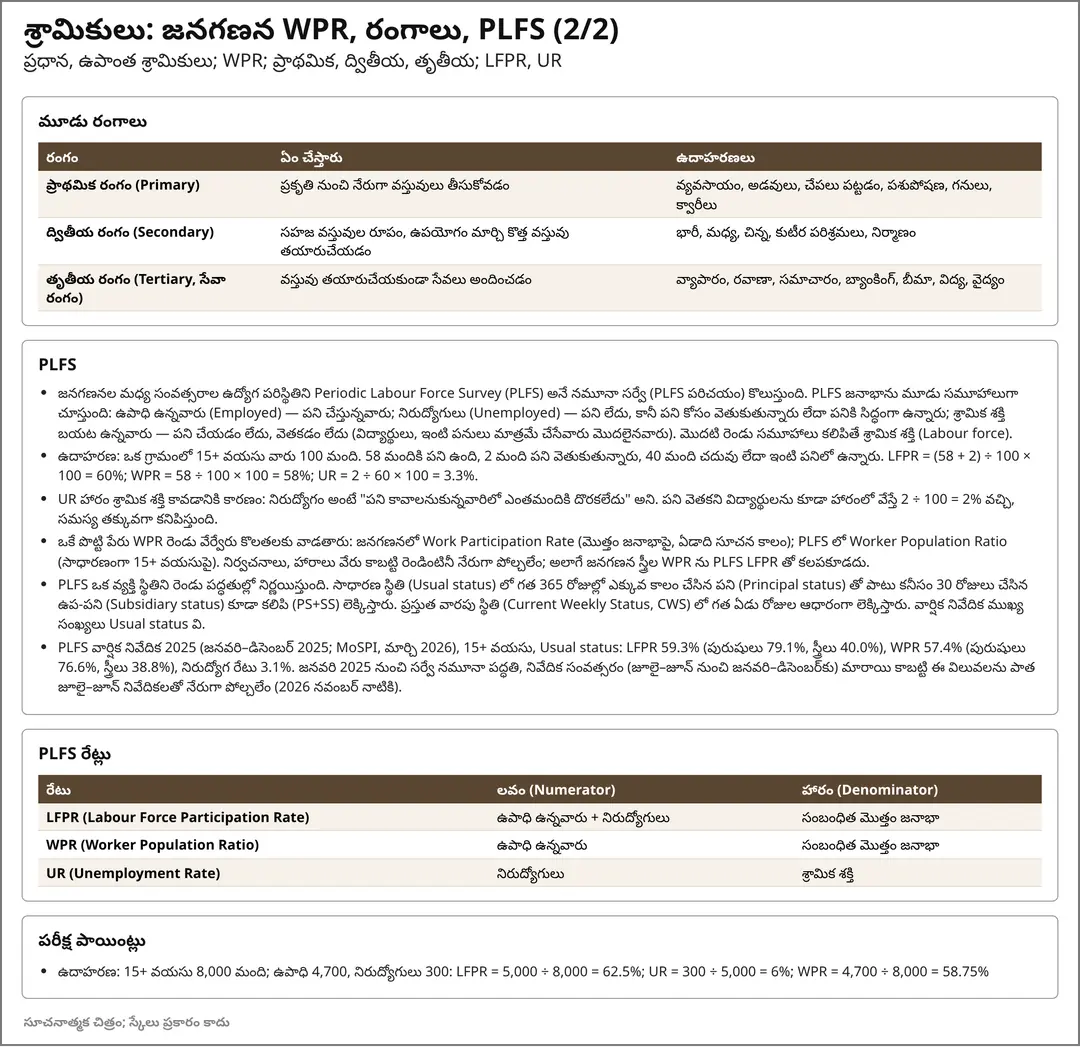 శ్రామికులు: జనగణన WPR, రంగాలు, PLFS (2/2)
ప్రధాన, ఉపాంత శ్రామికులు; WPR; ప్రాథమిక, ద్వితీయ, తృతీయ; LFPR, UR
మూడు రంగాలు
రంగం ఏం చేస్తారు ఉదాహరణలు
ప్రాథమిక రంగం (Primary) ప్రకృతి నుంచి నేరుగా వస్తువులు తీసుకోవడం వ్యవసాయం, అడవులు, చేపలు పట్టడం, పశుపోషణ, గనులు,
క్వారీలు
ద్వితీయ రంగం (Secondary) సహజ వస్తువుల రూపం, ఉపయోగం మార్చి కొత్త వస్తువు భారీ, మధ్య, చిన్న, కుటీర పరిశ్రమలు, నిర్మాణం
తయారుచేయడం
తృతీయ రంగం (Tertiary, సేవా వస్తువు తయారుచేయకుండా సేవలు అందించడం వ్యాపారం, రవాణా, సమాచారం, బ్యాంకింగ్, బీమా, విద్య, వైద్యం
రంగం)
PLFS
• జనగణనల మధ్య సంవత్సరాల ఉద్యోగ పరిస్థితిని Periodic Labour Force Survey (PLFS) అనే నమూనా సర్వే (PLFS పరిచయం) కొలుస్తుంది. PLFS జనాభాను మూడు సమూహాలుగా
చూస్తుంది: ఉపాధి ఉన్నవారు (Employed) — పని చేస్తున్నవారు; నిరుద్యోగులు (Unemployed) — పని లేదు, కానీ పని కోసం వెతుకుతున్నారు లేదా పనికి సిద్ధంగా ఉన్నారు; శ్రామిక శక్తి
బయట ఉన్నవారు — పని చేయడం లేదు, వెతకడం లేదు (విద్యార్థులు, ఇంటి పనులు మాత్రమే చేసేవారు మొదలైనవారు). మొదటి రెండు సమూహాలు కలిపితే శ్రామిక శక్తి (Labour force).
• ఉదాహరణ: ఒక గ్రామంలో 15+ వయసు వారు 100 మంది. 58 మందికి పని ఉంది, 2 మంది పని వెతుకుతున్నారు, 40 మంది చదువు లేదా ఇంటి పనిలో ఉన్నారు. LFPR = (58 + 2) ÷ 100 ×
100 = 60%; WPR = 58 ÷ 100 × 100 = 58%; UR = 2 ÷ 60 × 100 = 3.3%.
• UR హారం శ్రామిక శక్తి కావడానికి కారణం: నిరుద్యోగం అంటే "పని కావాలనుకున్నవారిలో ఎంతమందికి దొరకలేదు" అని. పని వెతకని విద్యార్థులను కూడా హారంలో వేస్తే 2 ÷ 100 = 2% వచ్చి,
సమస్య తక్కువగా కనిపిస్తుంది.
• ఒకే పొట్టి పేరు WPR రెండు వేర్వేరు కొలతలకు వాడతారు: జనగణనలో Work Participation Rate (మొత్తం జనాభాపై, ఏడాది సూచన కాలం); PLFS లో Worker Population Ratio
(సాధారణంగా 15+ వయసుపై). నిర్వచనాలు, హారాలు వేరు కాబట్టి రెండింటినీ నేరుగా పోల్చలేం; అలాగే జనగణన స్త్రీల WPR ను PLFS LFPR తో కలపకూడదు.
• PLFS ఒక వ్యక్తి స్థితిని రెండు పద్ధతుల్లో నిర్ణయిస్తుంది. సాధారణ స్థితి (Usual status) లో గత 365 రోజుల్లో ఎక్కువ కాలం చేసిన పని (Principal status) తో పాటు కనీసం 30 రోజులు చేసిన
ఉప-పని (Subsidiary status) కూడా కలిపి (PS+SS) లెక్కిస్తారు. ప్రస్తుత వారపు స్థితి (Current Weekly Status, CWS) లో గత ఏడు రోజుల ఆధారంగా లెక్కిస్తారు. వార్షిక నివేదిక ముఖ్య
సంఖ్యలు Usual status వి.
• PLFS వార్షిక నివేదిక 2025 (జనవరి–డిసెంబర్ 2025; MoSPI, మార్చి 2026), 15+ వయసు, Usual status: LFPR 59.3% (పురుషులు 79.1%, స్త్రీలు 40.0%), WPR 57.4% (పురుషులు
76.6%, స్త్రీలు 38.8%), నిరుద్యోగ రేటు 3.1%. జనవరి 2025 నుంచి సర్వే నమూనా పద్ధతి, నివేదిక సంవత్సరం (జూలై–జూన్ నుంచి జనవరి–డిసెంబర్‌కు) మారాయి కాబట్టి ఈ విలువలను పాత
జూలై–జూన్ నివేదికలతో నేరుగా పోల్చలేం (2026 నవంబర్ నాటికి).
PLFS రేట్లు
రేటు లవం (Numerator) హారం (Denominator)
LFPR (Labour Force Participation Rate) ఉపాధి ఉన్నవారు + నిరుద్యోగులు సంబంధిత మొత్తం జనాభా
WPR (Worker Population Ratio) ఉపాధి ఉన్నవారు సంబంధిత మొత్తం జనాభా
UR (Unemployment Rate) నిరుద్యోగులు శ్రామిక శక్తి
పరీక్ష పాయింట్లు
• ఉదాహరణ: 15+ వయసు 8,000 మంది; ఉపాధి 4,700, నిరుద్యోగులు 300: LFPR = 5,000 ÷ 8,000 = 62.5%; UR = 300 ÷ 5,000 = 6%; WPR = 4,700 ÷ 8,000 = 58.75%
సూచనాత్మక చిత్రం; స్కేలు ప్రకారం కాదు